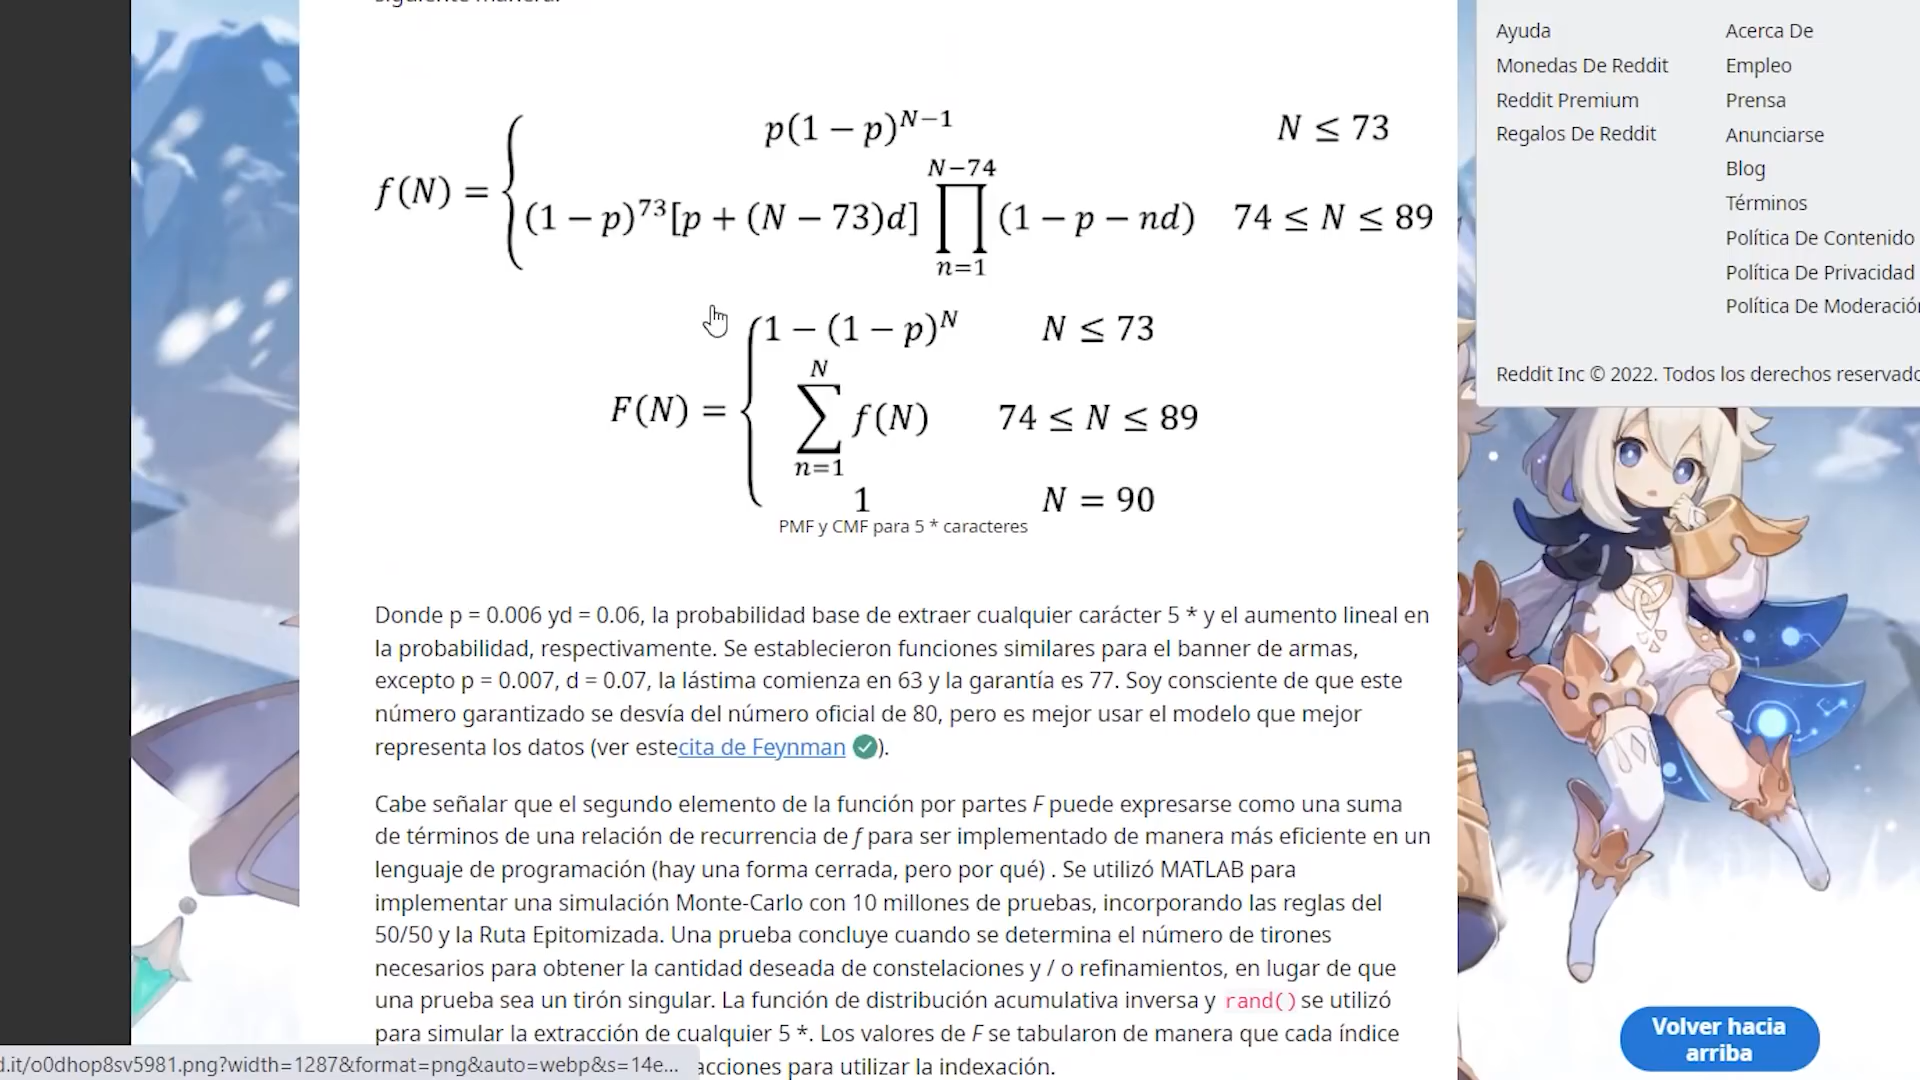 siguiente manera:
f(N) = { p(1 − p)^{N−1} N ≤ 73
(1 − p)^{73}[p + (N − 73)d] ∏_{n=1}^{N−74} (1 − p − nd) 74 ≤ N ≤ 89
F(N) = { 1 − (1 − p)^N N ≤ 73
∑_{n=1}^{N} f(N) 74 ≤ N ≤ 89
1 N = 90
PMF y CMF para 5 * caracteres
Donde p = 0.006 yd = 0.06, la probabilidad base de extraer cualquier carácter 5 * y el aumento lineal en
la probabilidad, respectivamente. Se establecieron funciones similares para el banner de armas,
excepto p = 0.007, d = 0.07, la lástima comienza en 63 y la garantía es 77. Soy consciente de que este
número garantizado se desvía del número oficial de 80, pero es mejor usar el modelo que mejor
representa los datos (ver estecita de Feynman ).
Cabe señalar que el segundo elemento de la función por partes F puede expresarse como una suma
de términos de una relación de recurrencia de f para ser implementado de manera más eficiente en un
lenguaje de programación (hay una forma cerrada, pero por qué) . Se utilizó MATLAB para
implementar una simulación Monte-Carlo con 10 millones de pruebas, incorporando las reglas del
50/50 y la Ruta Epitomizada. Una prueba concluye cuando se determina el número de tirones
necesarios para obtener la cantidad deseada de constelaciones y / o refinamientos, en lugar de que
una prueba sea un tirón singular. La función de distribución acumulativa inversa y rand() se utilizó
para simular la extracción de cualquier 5 *. Los valores de F se tabularon de manera que cada índice
acciones para utilizar la indexación.
d.it/o0dhop8sv5981.png?width=1287&format=png&auto=webp&s=14e...
Ayuda
Monedas De Reddit
Reddit Premium
Regalos De Reddit
Acerca De
Empleo
Prensa
Anunciarse
Blog
Términos
Política De Contenido
Política De Privacidad
Política De Moderación
Reddit Inc © 2022. Todos los derechos reservado
Volver hacia
arriba